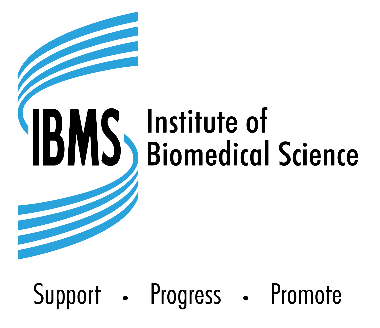 IBMS
Institute of
Biomedical Science
Support · Progress · Promote